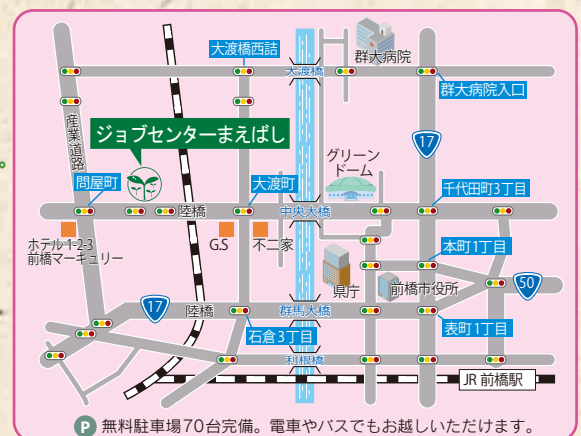 大渡橋西詰
群大病院
大渡橋
群大病院入口
産業道路
ジョブセンターまえばし
17
グリーン
ドーム
問屋町
大渡町
千代田町3丁目
陸橋
中央大橋
ホテル 1-2-3
前橋マーキュリー
G.S
不二家
本町1丁目
県庁
前橋市役所
50
17
陸橋
群馬大橋
石倉3丁目
表町1丁目
利根橋
JR 前橋駅
P 無料駐車場70台完備。電車やバスでもお越しいただけます。